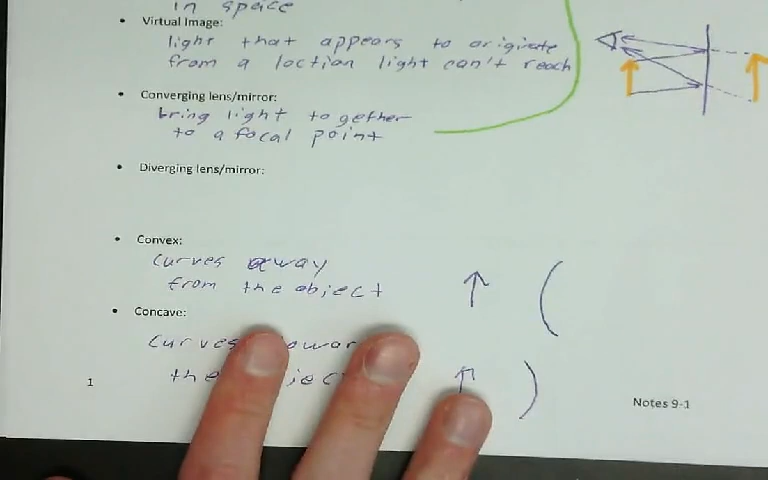 in space
Virtual Image:
light that appears to originate
from a loction light can't reach
Converging lens/mirror:
bring light together
to a focal point
Diverging lens/mirror:
Convex:
curves away
from the object
Concave:
curves
the
1
Notes 9-1